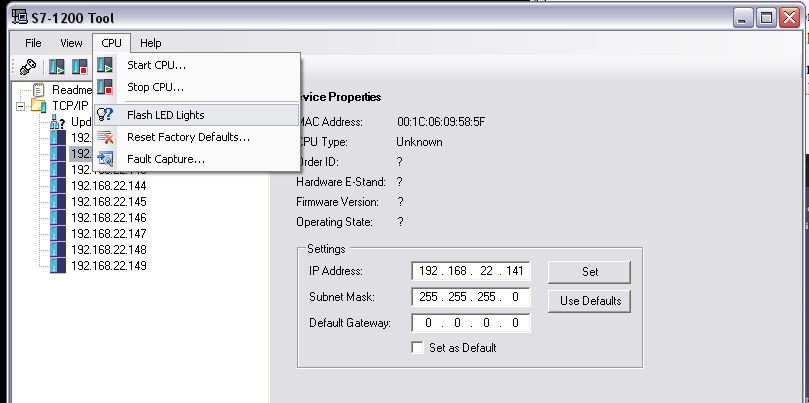 S7-1200 Tool
File View CPU Help
Start CPU...
Stop CPU...
Flash LED Lights
Reset Factory Defaults...
Fault Capture...
Readme
TCP/IP
Upd
192.
192.
192.168.22.144
192.168.22.145
192.168.22.146
192.168.22.147
192.168.22.148
192.168.22.149
evice Properties
MAC Address: 00:1C:06:09:58:5F
CPU Type: Unknown
Order ID: ?
Hardware E-Stand: ?
Firmware Version: ?
Operating State: ?
Settings
IP Address: 192 . 168 . 22 . 141 Set
Subnet Mask: 255 . 255 . 255 . 0 Use Defaults
Default Gateway: 0 . 0 . 0 . 0
Set as Default